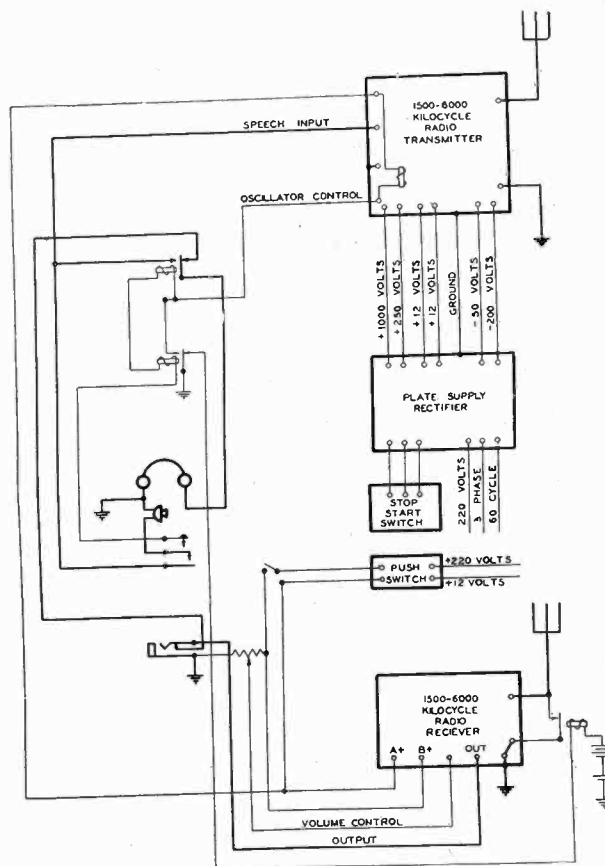 1500-6000
KILOCYCLE
RADIO
TRANSMITTER
SPEECH INPUT
OSCILLATOR CONTROL
+1000 VOLTS
+250 VOLTS
+12 VOLTS
+12 VOLTS
GROUND
-50 VOLTS
-200 VOLTS
PLATE SUPPLY
RECTIFIER
STOP
START
SWITCH
220 VOLTS
3 PHASE
60 CYCLE
PUSH
SWITCH
+220 VOLTS
+12 VOLTS
1500-6000
KILOCYCLE
RADIO
RECIEVER
A+
B+
OUT
VOLUME CONTROL
OUTPUT